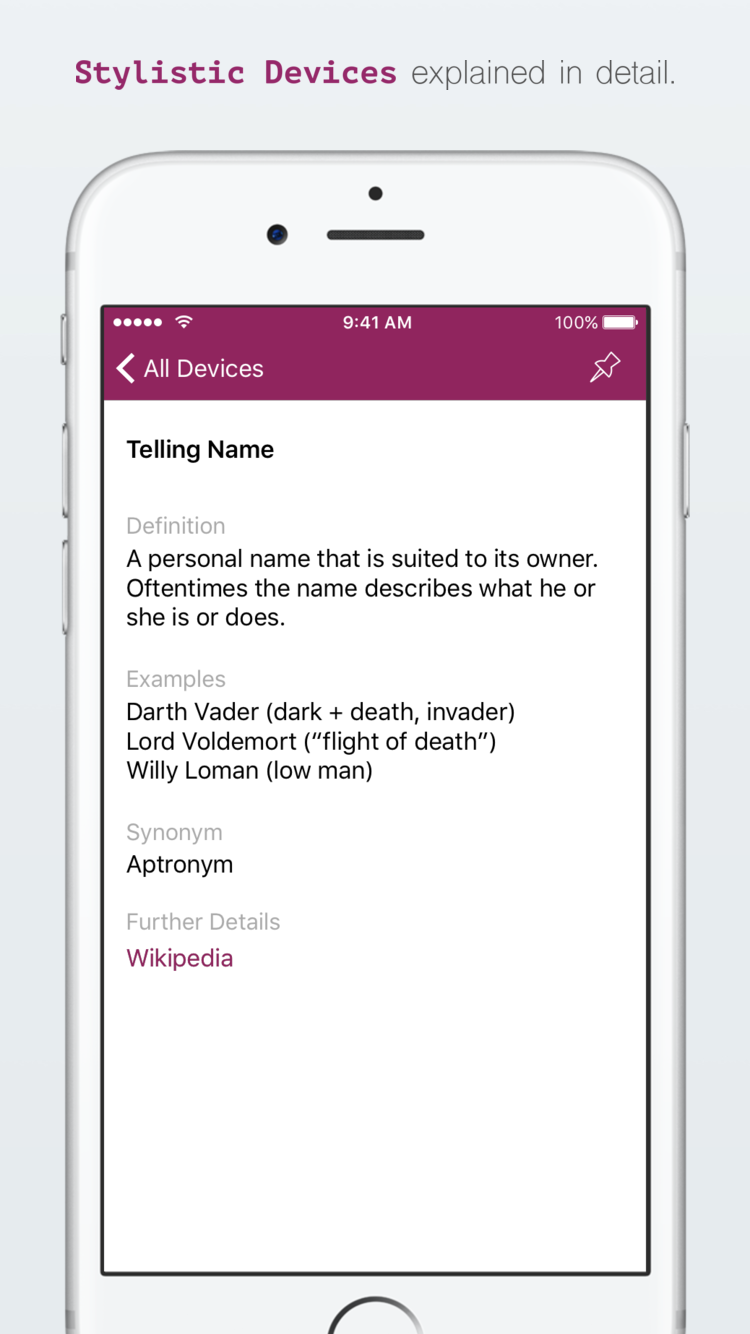 Stylistic Devices explained in detail.
9:41 AM
100%
All Devices
Telling Name
Definition
A personal name that is suited to its owner.
Oftentimes the name describes what he or
she is or does.
Examples
Darth Vader (dark + death, invader)
Lord Voldemort (“flight of death”)
Willy Loman (low man)
Synonym
Aptronym
Further Details
Wikipedia